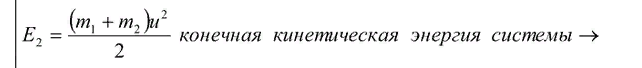 E₂ = (m₁ + m₂)u² / 2 конечная кинетическая энергия системы →